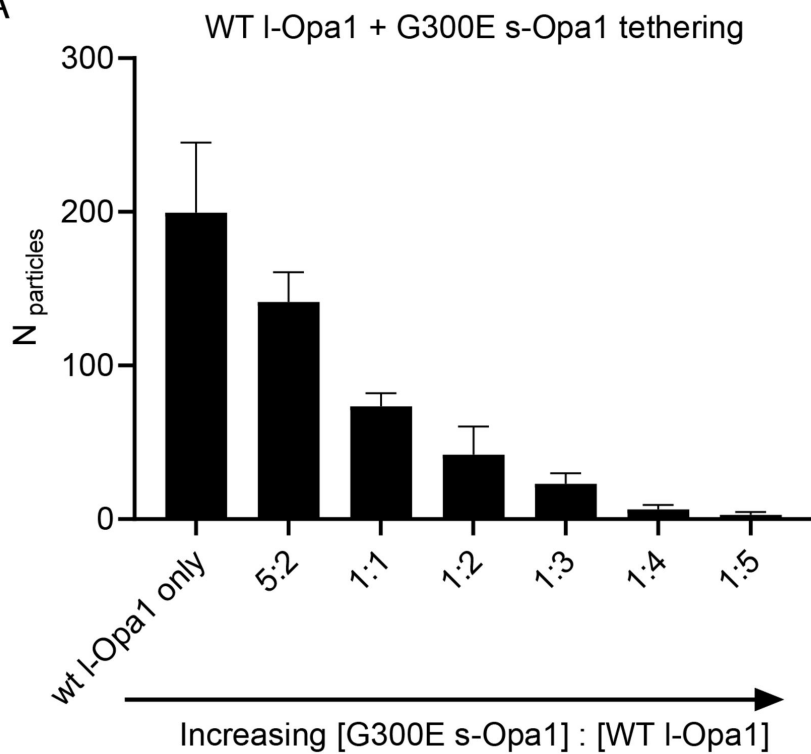 A
WT l-Opa1 + G300E s-Opa1 tethering
300
200
100
0
N particles
wt l-Opa1 only
5:2
1:1
1:2
1:3
1:4
1:5
Increasing [G300E s-Opa1] : [WT l-Opa1]